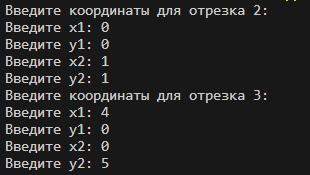 Введите координаты для отрезка 2:
Введите x1: 0
Введите y1: 0
Введите x2: 1
Введите y2: 1
Введите координаты для отрезка 3:
Введите x1: 4
Введите y1: 0
Введите x2: 0
Введите y2: 5